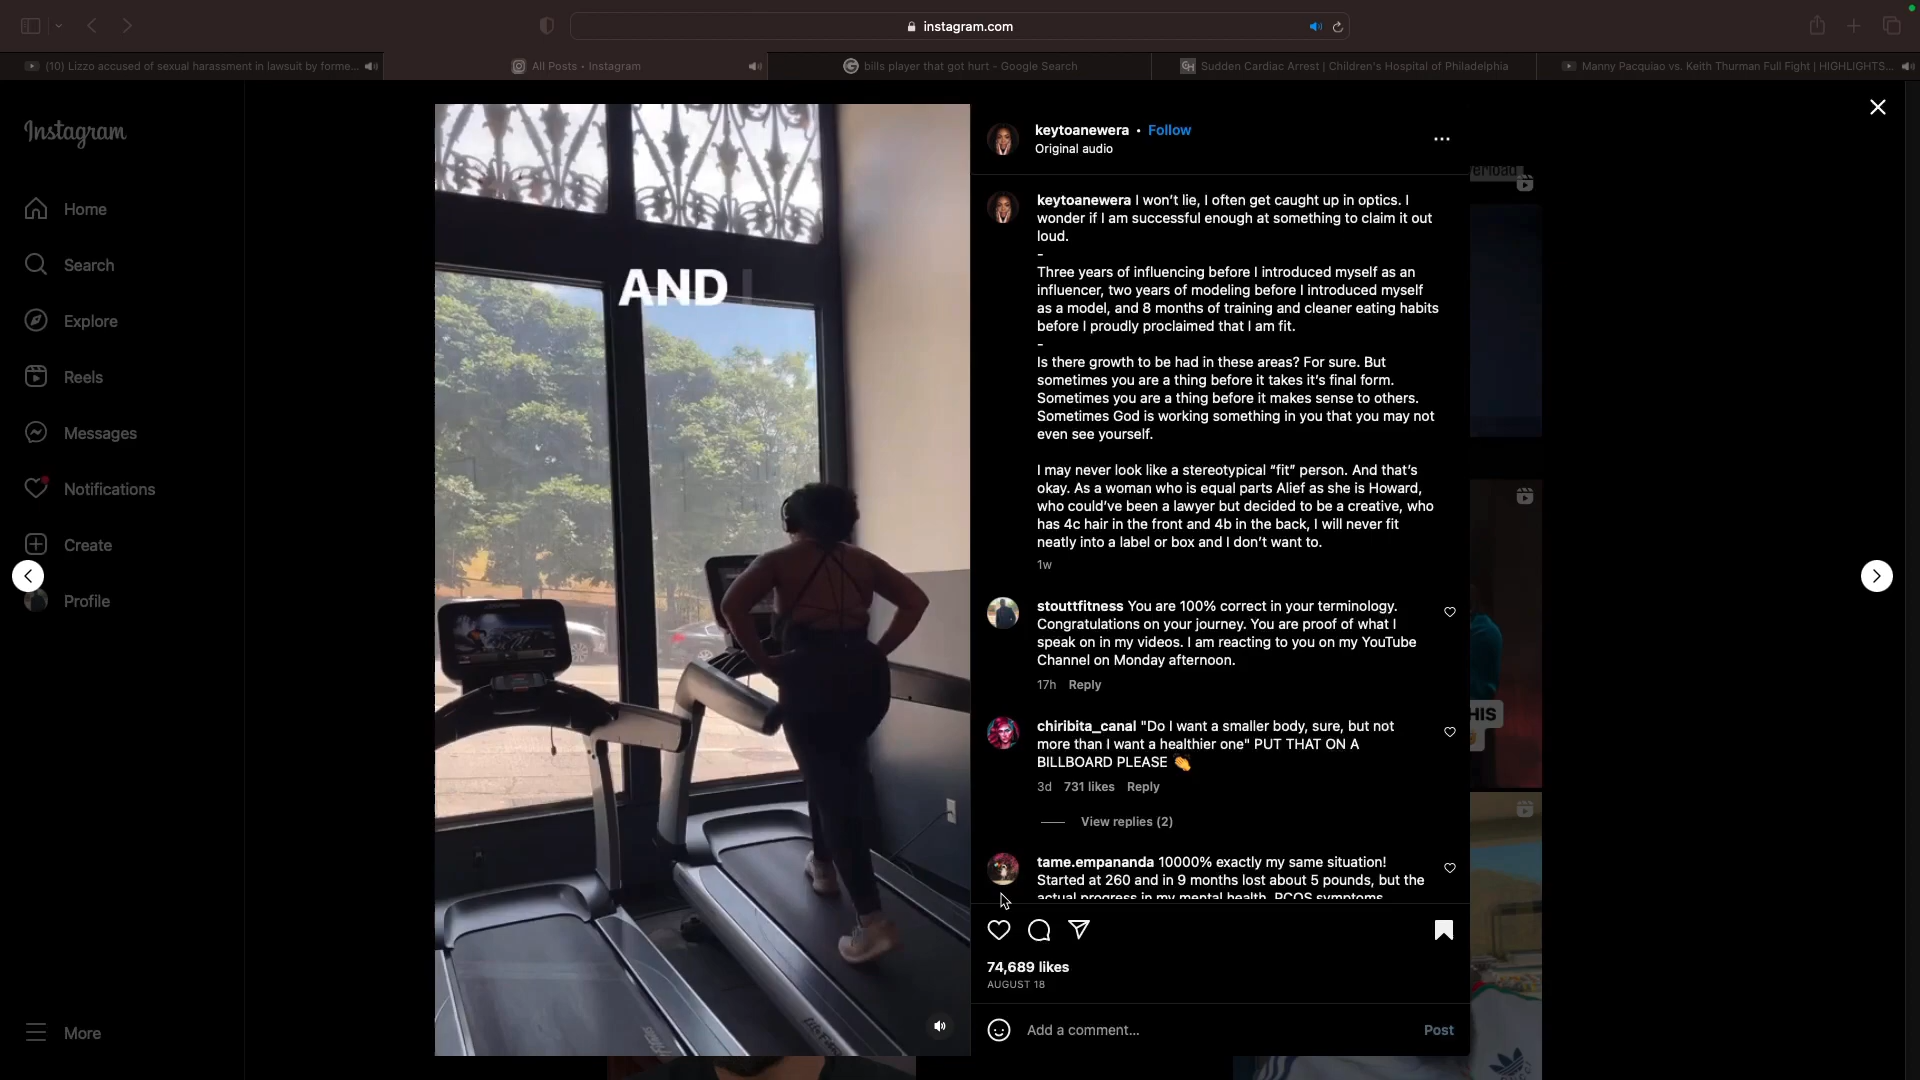 instagram.com
(10) Lizzo accused of sexual harassment in lawsuit by forme...
All Posts • Instagram
bills player that got hurt - Google Search
Sudden Cardiac Arrest | Children's Hospital of Philadelphia
Manny Pacquiao vs. Keith Thurman Full Fight | HIGHLIGHTS...
Instagram
Home
Search
Explore
Reels
Messages
Notifications
Create
Profile
More
AND I
keytoanewera • Follow
Original audio
keytoanewera I won't lie, I often get caught up in optics. I
wonder if I am successful enough at something to claim it out
loud.
-
Three years of influencing before I introduced myself as an
influencer, two years of modeling before I introduced myself
as a model, and 8 months of training and cleaner eating habits
before I proudly proclaimed that I am fit.
-
Is there growth to be had in these areas? For sure. But
sometimes you are a thing before it takes it's final form.
Sometimes you are a thing before it makes sense to others.
Sometimes God is working something in you that you may not
even see yourself.
I may never look like a stereotypical “fit” person. And that's
okay. As a woman who is equal parts Alief as she is Howard,
who could've been a lawyer but decided to be a creative, who
has 4c hair in the front and 4b in the back, I will never fit
neatly into a label or box and I don't want to.
1w
stouttfitness You are 100% correct in your terminology.
Congratulations on your journey. You are proof of what I
speak on in my videos. I am reacting to you on my YouTube
Channel on Monday afternoon.
17h Reply
chiribita_canal "Do I want a smaller body, sure, but not
more than I want a healthier one" PUT THAT ON A
BILLBOARD PLEASE 👏
3d 731 likes Reply
View replies (2)
tame.empananda 10000% exactly my same situation!
Started at 260 and in 9 months lost about 5 pounds, but the
actual progress in my mental health, PCOS symptoms
74,689 likes
AUGUST 18
Add a comment...
Post
HIS